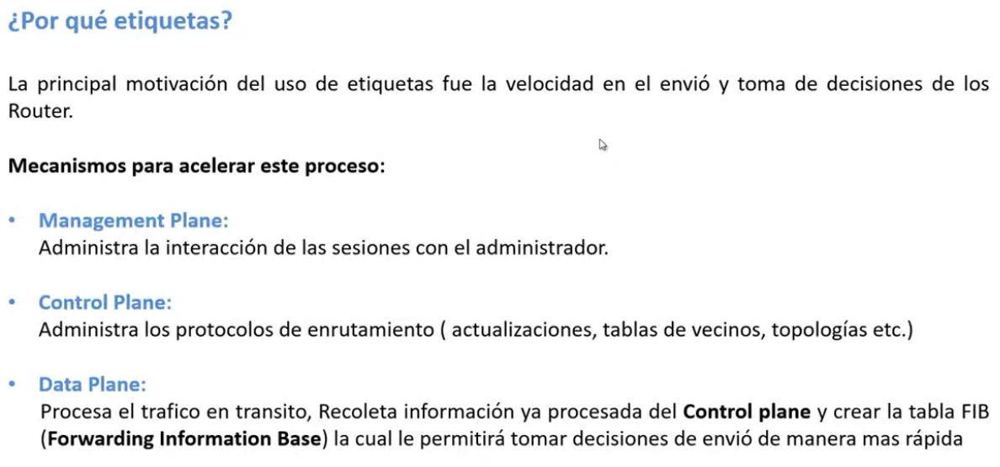 ¿Por qué etiquetas?
La principal motivación del uso de etiquetas fue la velocidad en el envió y toma de decisiones de los
Router.
Mecanismos para acelerar este proceso:
• Management Plane:
Administra la interacción de las sesiones con el administrador.
• Control Plane:
Administra los protocolos de enrutamiento ( actualizaciones, tablas de vecinos, topologías etc.)
• Data Plane:
Procesa el trafico en transito, Recoleta información ya procesada del Control plane y crear la tabla FIB
(Forwarding Information Base) la cual le permitirá tomar decisiones de envió de manera mas rápida